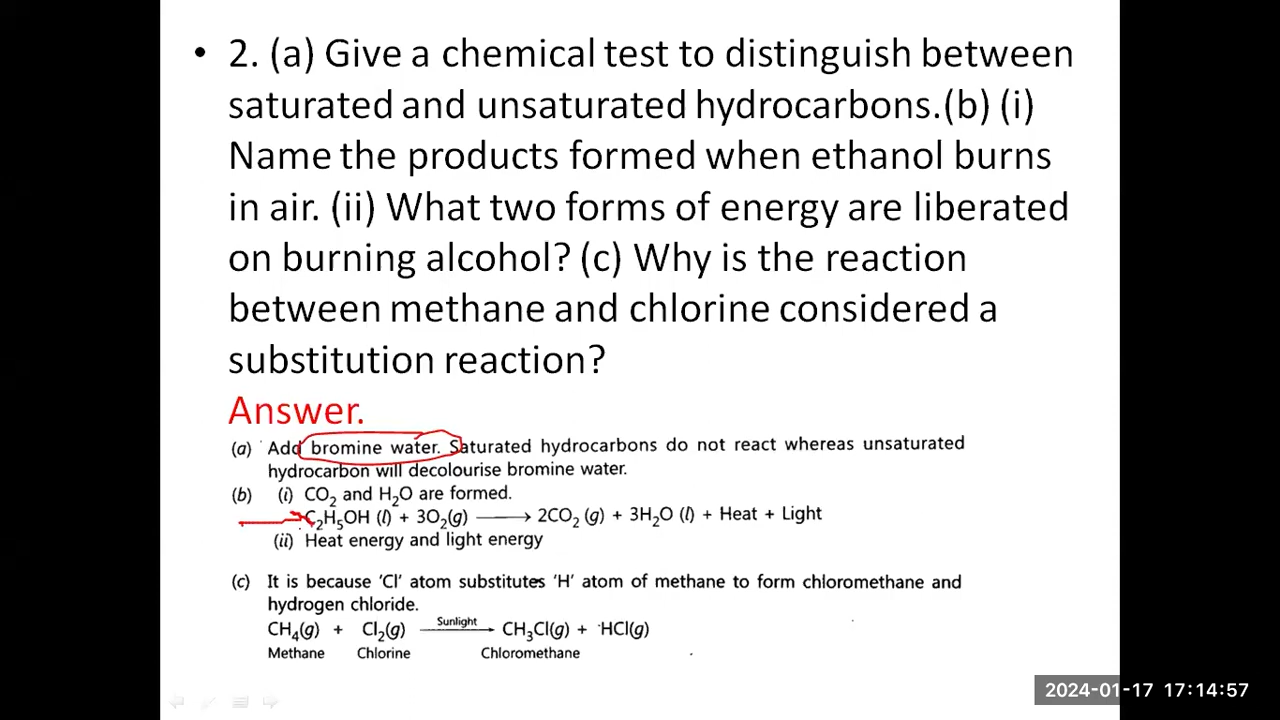 • 2. (a) Give a chemical test to distinguish between
saturated and unsaturated hydrocarbons.(b) (i)
Name the products formed when ethanol burns
in air. (ii) What two forms of energy are liberated
on burning alcohol? (c) Why is the reaction
between methane and chlorine considered a
substitution reaction?
Answer.
(a) Add bromine water. Saturated hydrocarbons do not react whereas unsaturated
hydrocarbon will decolourise bromine water.
(b) (i) CO₂ and H₂O are formed.
C₂H₅OH (l) + 3O₂(g) ⟶ 2CO₂ (g) + 3H₂O (l) + Heat + Light
(ii) Heat energy and light energy
(c) It is because 'Cl' atom substitutes 'H' atom of methane to form chloromethane and
hydrogen chloride.
Sunlight
CH₄(g) + Cl₂(g) ⟶ CH₃Cl(g) + HCl(g)
Methane Chlorine Chloromethane
2024-01-17 17:14:57